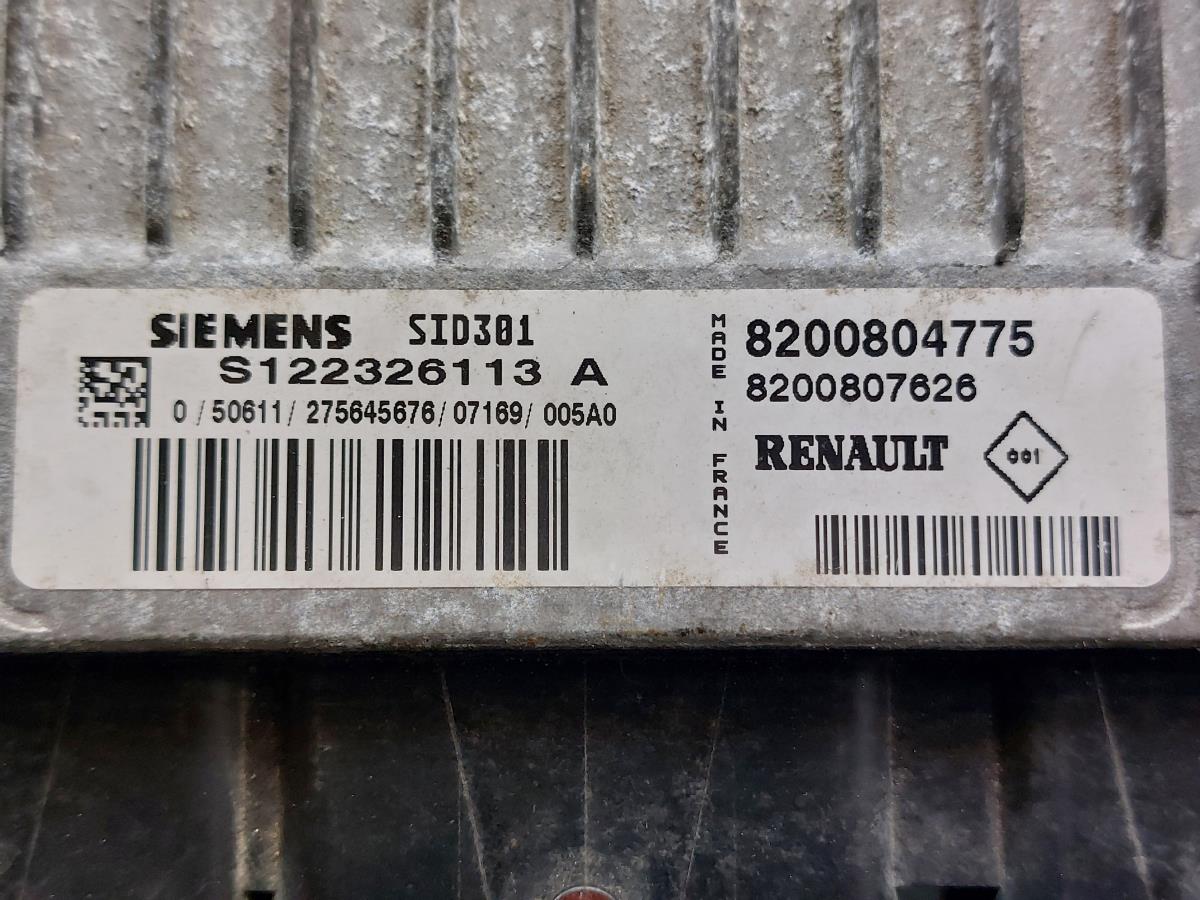 SIEMENS SID301
S122326113 A
0/50611/275645676/07169/005A0
MADE IN FRANCE
8200804775
8200807626
RENAULT 001